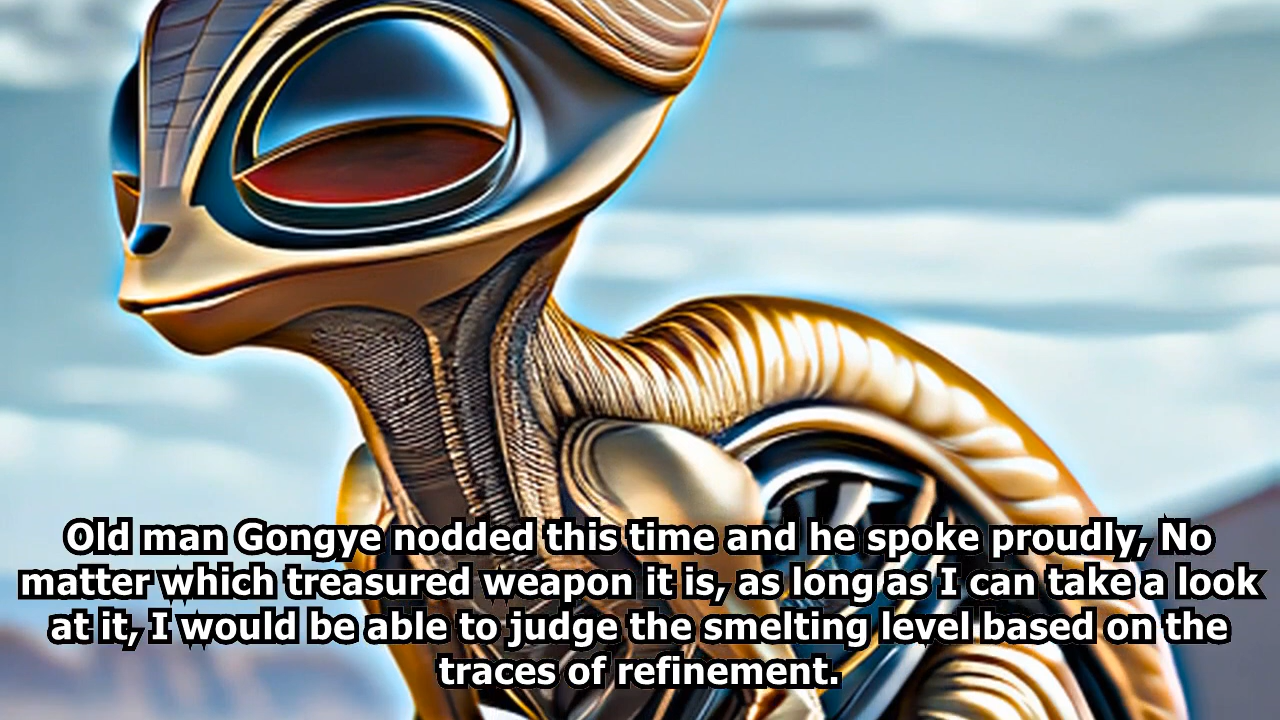 Old man Gongye nodded this time and he spoke proudly, No
matter which treasured weapon it is, as long as I can take a look
at it, I would be able to judge the smelting level based on the
traces of refinement.